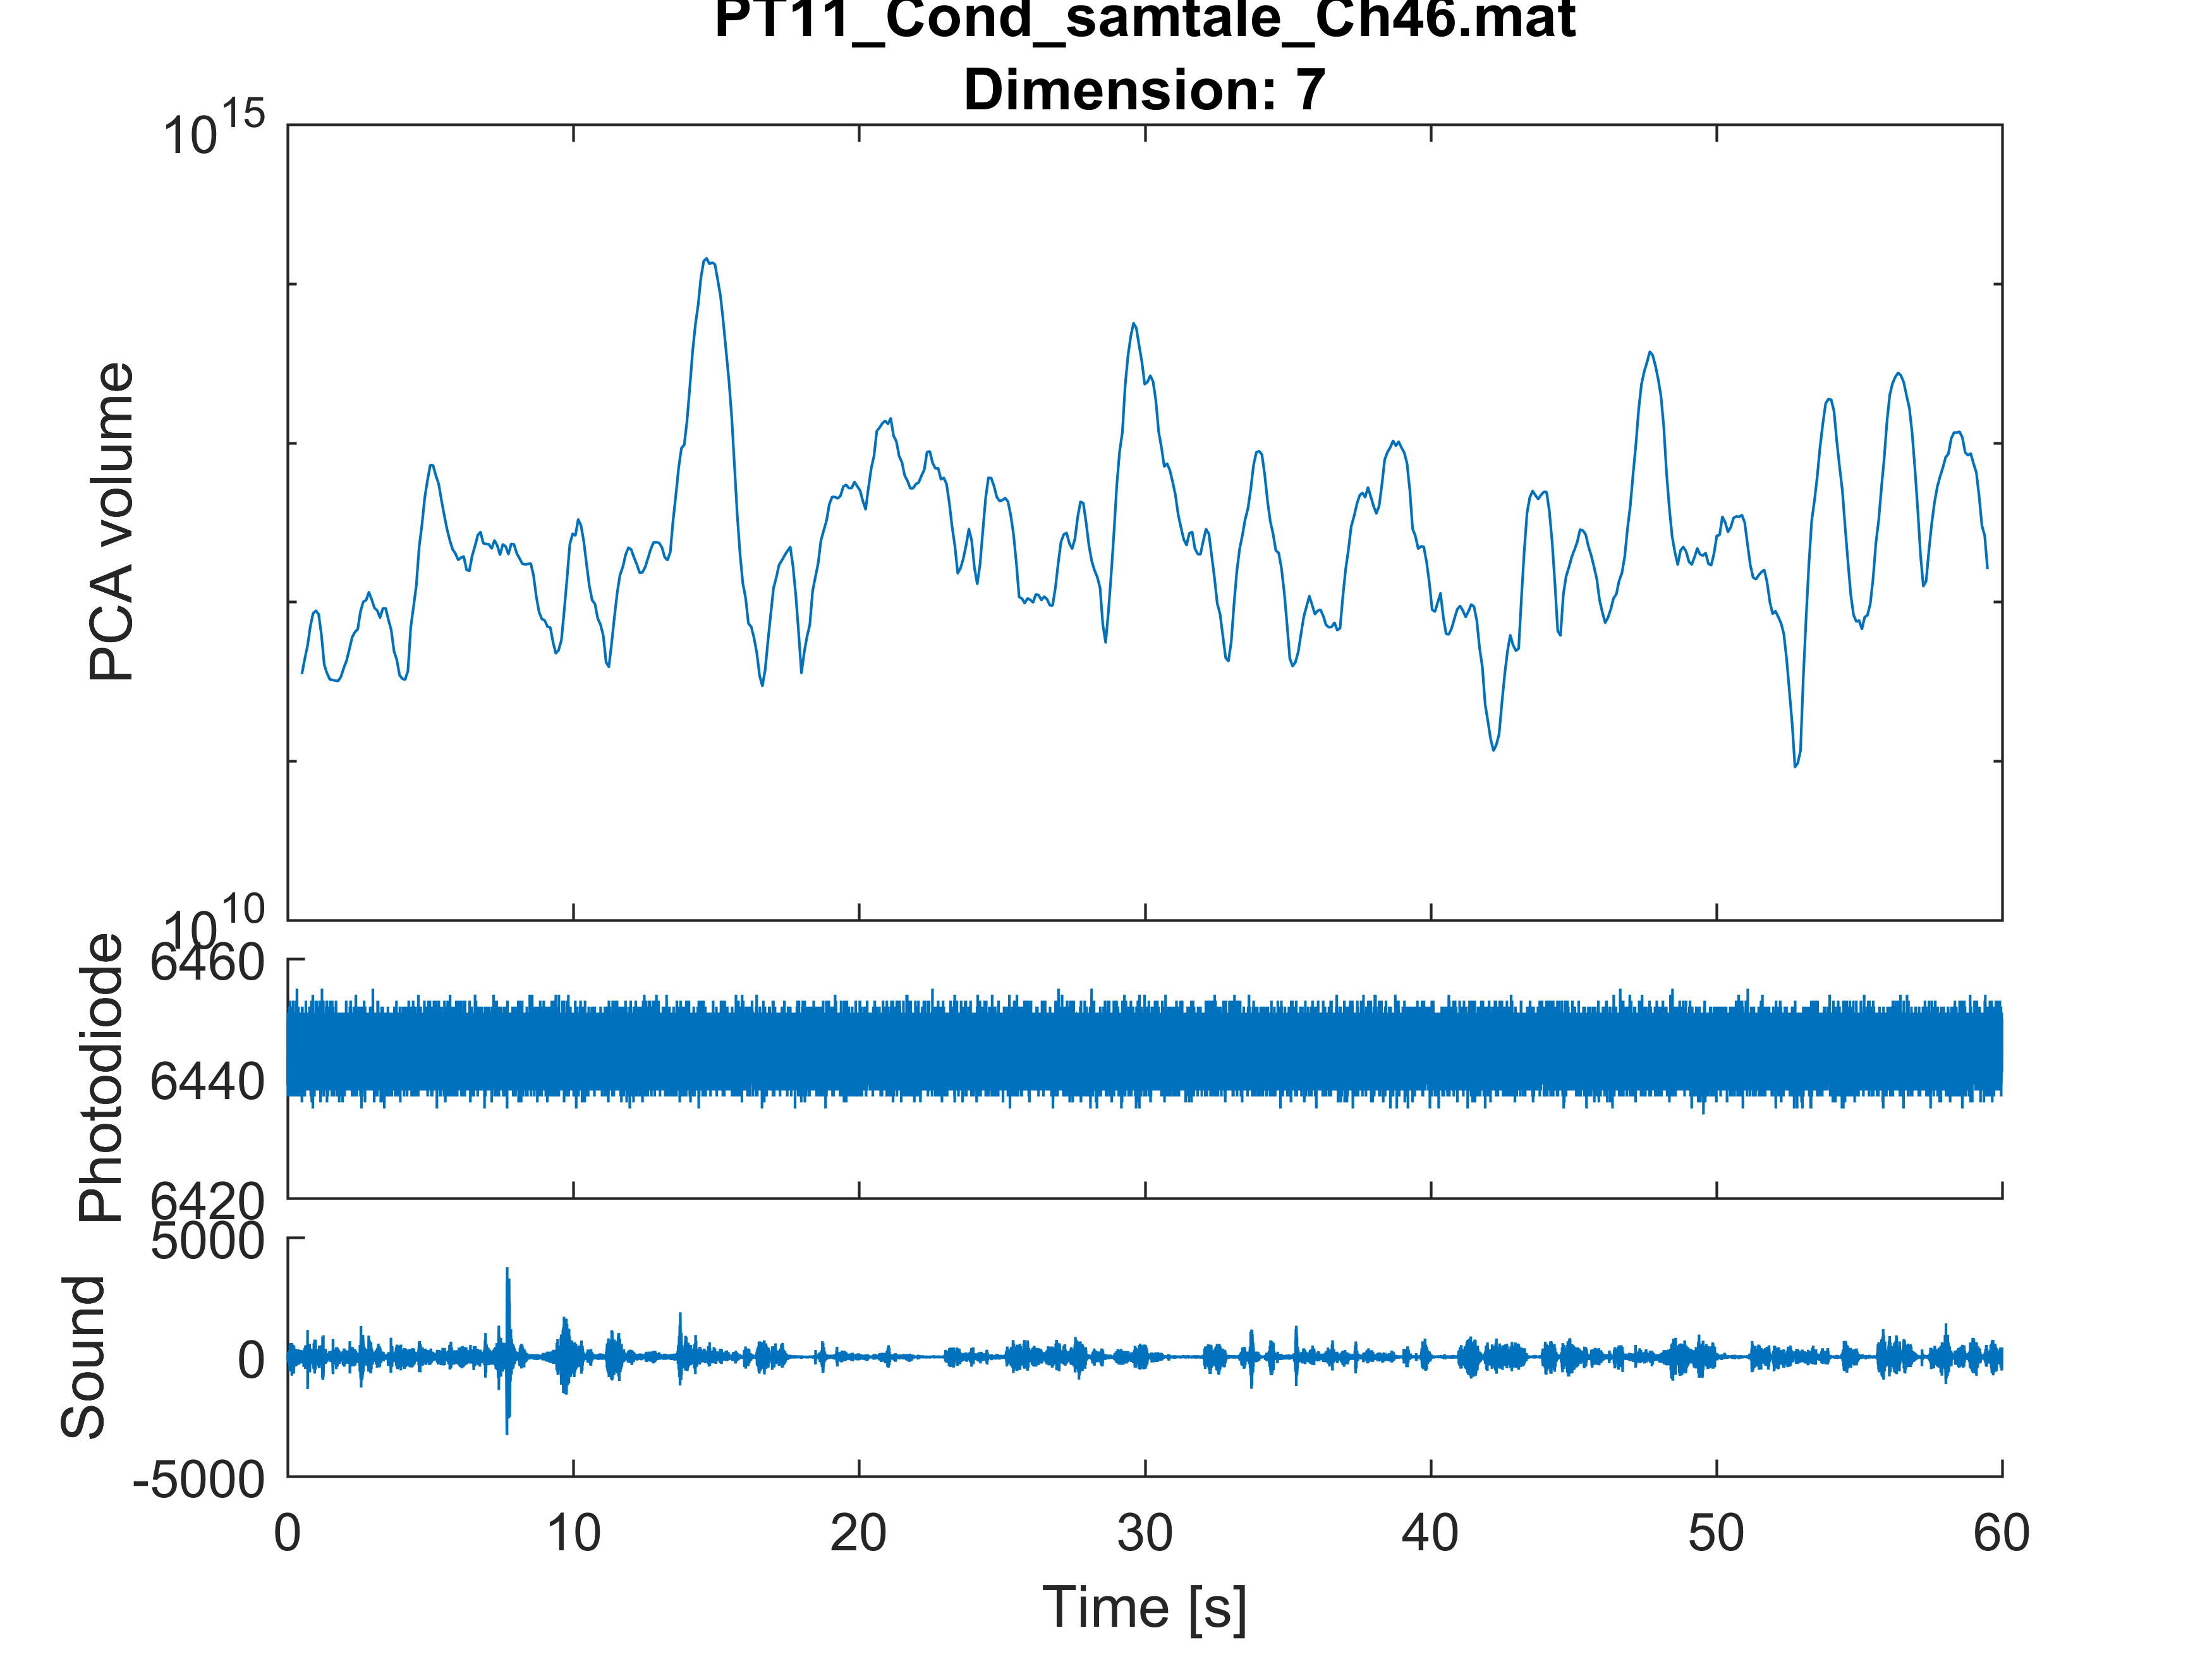 PT11_Cond_samtale_Ch46.mat
Dimension: 7
10^15
PCA volume
10^10
6460
Photodiode
6440
6420
5000
Sound
0
-5000
0 10 20 30 40 50 60
Time [s]